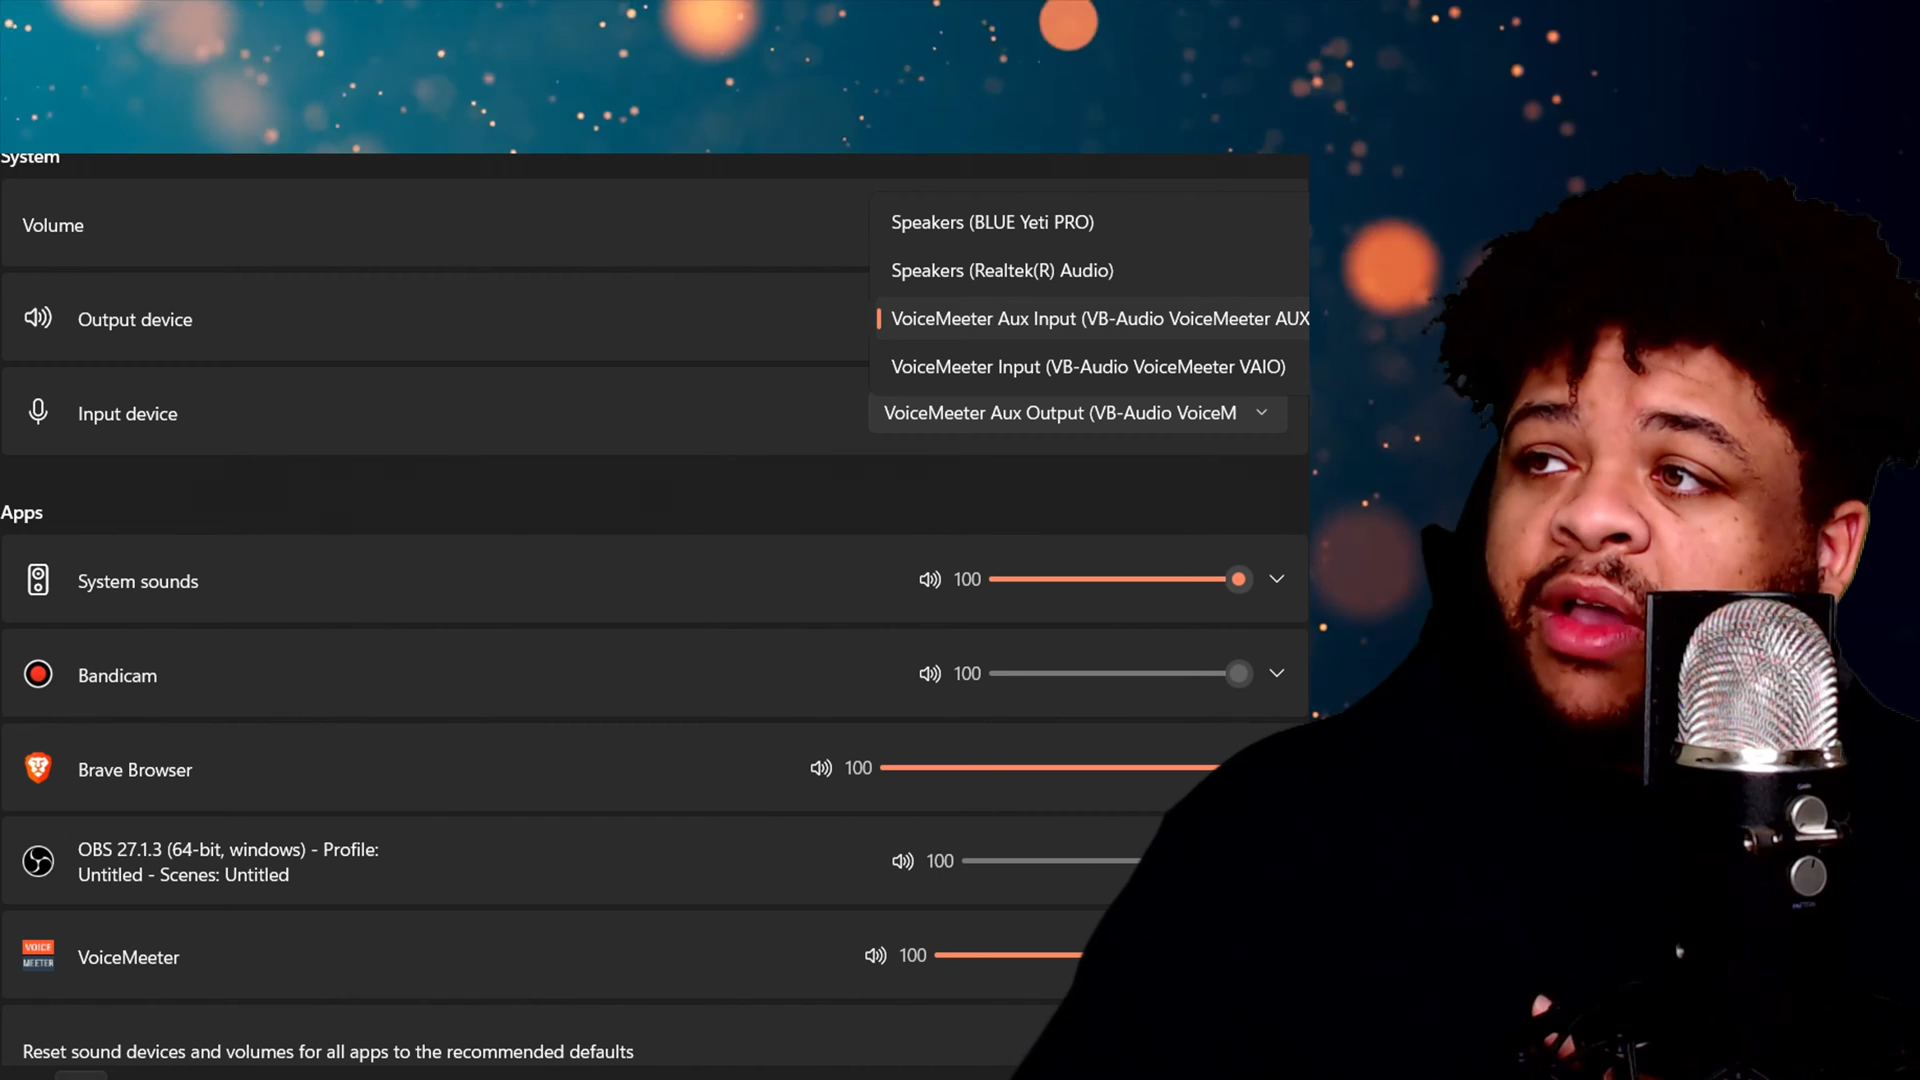 System
Volume
Speakers (BLUE Yeti PRO)
Speakers (Realtek(R) Audio)
Output device
VoiceMeeter Aux Input (VB-Audio VoiceMeeter AUX
VoiceMeeter Input (VB-Audio VoiceMeeter VAIO)
Input device
VoiceMeeter Aux Output (VB-Audio VoiceM
Apps
System sounds
100
Bandicam
100
Brave Browser
100
OBS 27.1.3 (64-bit, windows) - Profile:
Untitled - Scenes: Untitled
100
VOICE
MEETER
VoiceMeeter
100
Reset sound devices and volumes for all apps to the recommended defaults